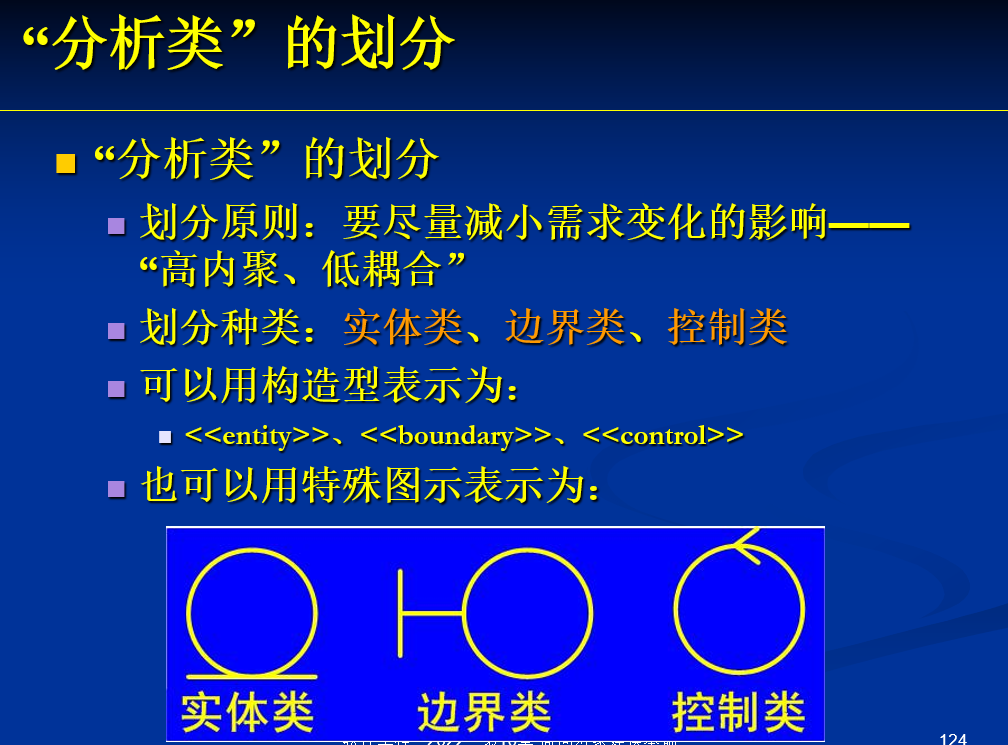 “分析类”的划分
“分析类”的划分
划分原则：要尽量减小需求变化的影响——
“高内聚、低耦合”
划分种类：实体类、边界类、控制类
可以用构造型表示为：
<<entity>>、<<boundary>>、<<control>>
也可以用特殊图示表示为：
实体类 边界类 控制类
124